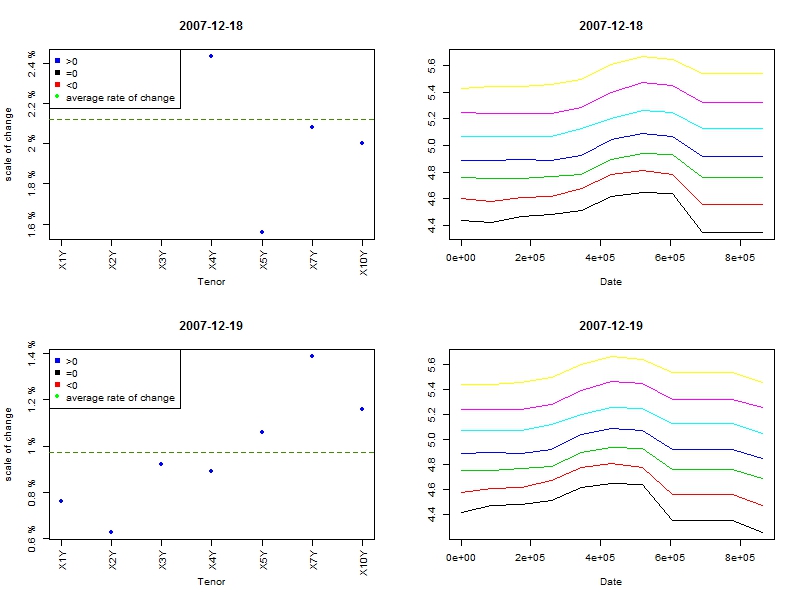 2007-12-18
scale of change
2.4 %
2.2 %
2 %
1.8 %
1.6 %
>0
=0
<0
average rate of change
X1Y X2Y X3Y X4Y X5Y X7Y X10Y
Tenor
2007-12-18
5.6
5.4
5.2
5.0
4.8
4.6
4.4
0e+00 2e+05 4e+05 6e+05 8e+05
Date
2007-12-19
scale of change
1.4 %
1.2 %
1 %
0.8 %
0.6 %
>0
=0
<0
average rate of change
X1Y X2Y X3Y X4Y X5Y X7Y X10Y
Tenor
2007-12-19
5.6
5.4
5.2
5.0
4.8
4.6
4.4
0e+00 2e+05 4e+05 6e+05 8e+05
Date